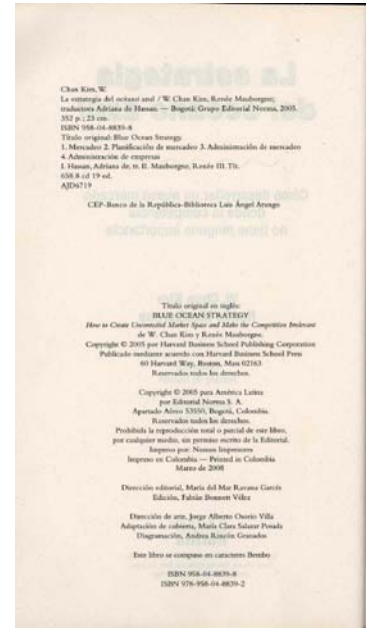 Chan Kim, W.
La estrategia del océano azul / W. Chan Kim, Renée Mauborgne;
traductora Adriana de Hassan. — Bogotá: Grupo Editorial Norma, 2005.
352 p.; 23 cm.
ISBN 958-04-8839-8
Título original: Blue Ocean Strategy.
1. Mercadeo 2. Planificación de mercadeo 3. Administración de mercadeo
4. Administración de empresas
I. Hassan, Adriana de, tr. II. Mauborgne, Renée III. Tít.
658.8 cd 19 ed.
AJD6719
CEP-Banco de la República-Biblioteca Luis Ángel Arango
Título original en inglés:
BLUE OCEAN STRATEGY
How to Create Uncontested Market Space and Make the Competition Irrelevant
de W. Chan Kim y Renée Mauborgne.
Copyright © 2005 por Harvard Business School Publishing Corporation
Publicado mediante acuerdo con Harvard Business School Press
60 Harvard Way, Boston, Mass 02163.
Reservados todos los derechos.
Copyright © 2005 para América Latina
por Editorial Norma S. A.
Apartado Aéreo 53550, Bogotá, Colombia.
Reservados todos los derechos.
Prohibida la reproducción total o parcial de este libro,
por cualquier medio, sin permiso escrito de la Editorial.
Impreso por: Nomos Impresores
Impreso en Colombia — Printed in Colombia
Marzo de 2008
Dirección editorial, María del Mar Ravassa Garcés
Edición, Fabián Bonnett Vélez
Dirección de arte, Jorge Alberto Osorio Villa
Adaptación de cubierta, María Clara Salazar Posada
Diagramación, Andrea Rincón Granados
Este libro se compuso en caracteres Bembo
ISBN 958-04-8839-8
ISBN 978-958-04-8839-2